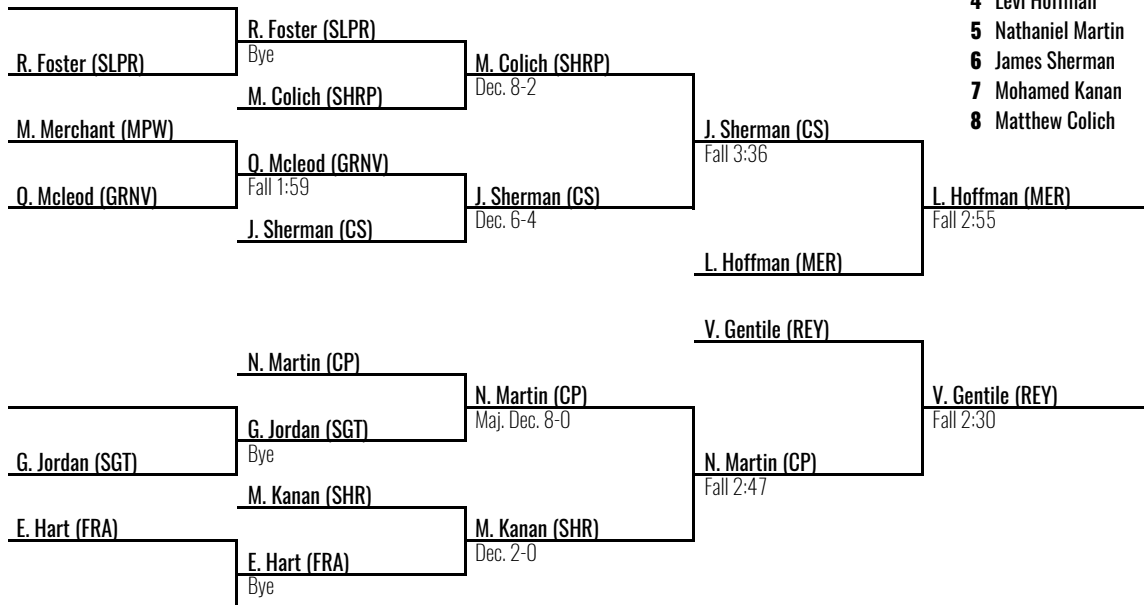 4 Levi Hoffman
R. Foster (SLPR)
Bye
5 Nathaniel Martin
R. Foster (SLPR)
M. Colich (SHRP)
Dec. 8-2
6 James Sherman
M. Colich (SHRP)
7 Mohamed Kanan
M. Merchant (MPW)
J. Sherman (CS)
Fall 3:36
8 Matthew Colich
Q. Mcleod (GRNV)
Fall 1:59
Q. Mcleod (GRNV)
J. Sherman (CS)
Dec. 6-4
L. Hoffman (MER)
Fall 2:55
J. Sherman (CS)
L. Hoffman (MER)
V. Gentile (REY)
N. Martin (CP)
N. Martin (CP)
Maj. Dec. 8-0
V. Gentile (REY)
Fall 2:30
G. Jordan (SGT)
Bye
G. Jordan (SGT)
N. Martin (CP)
Fall 2:47
M. Kanan (SHR)
E. Hart (FRA)
M. Kanan (SHR)
Dec. 2-0
E. Hart (FRA)
Bye